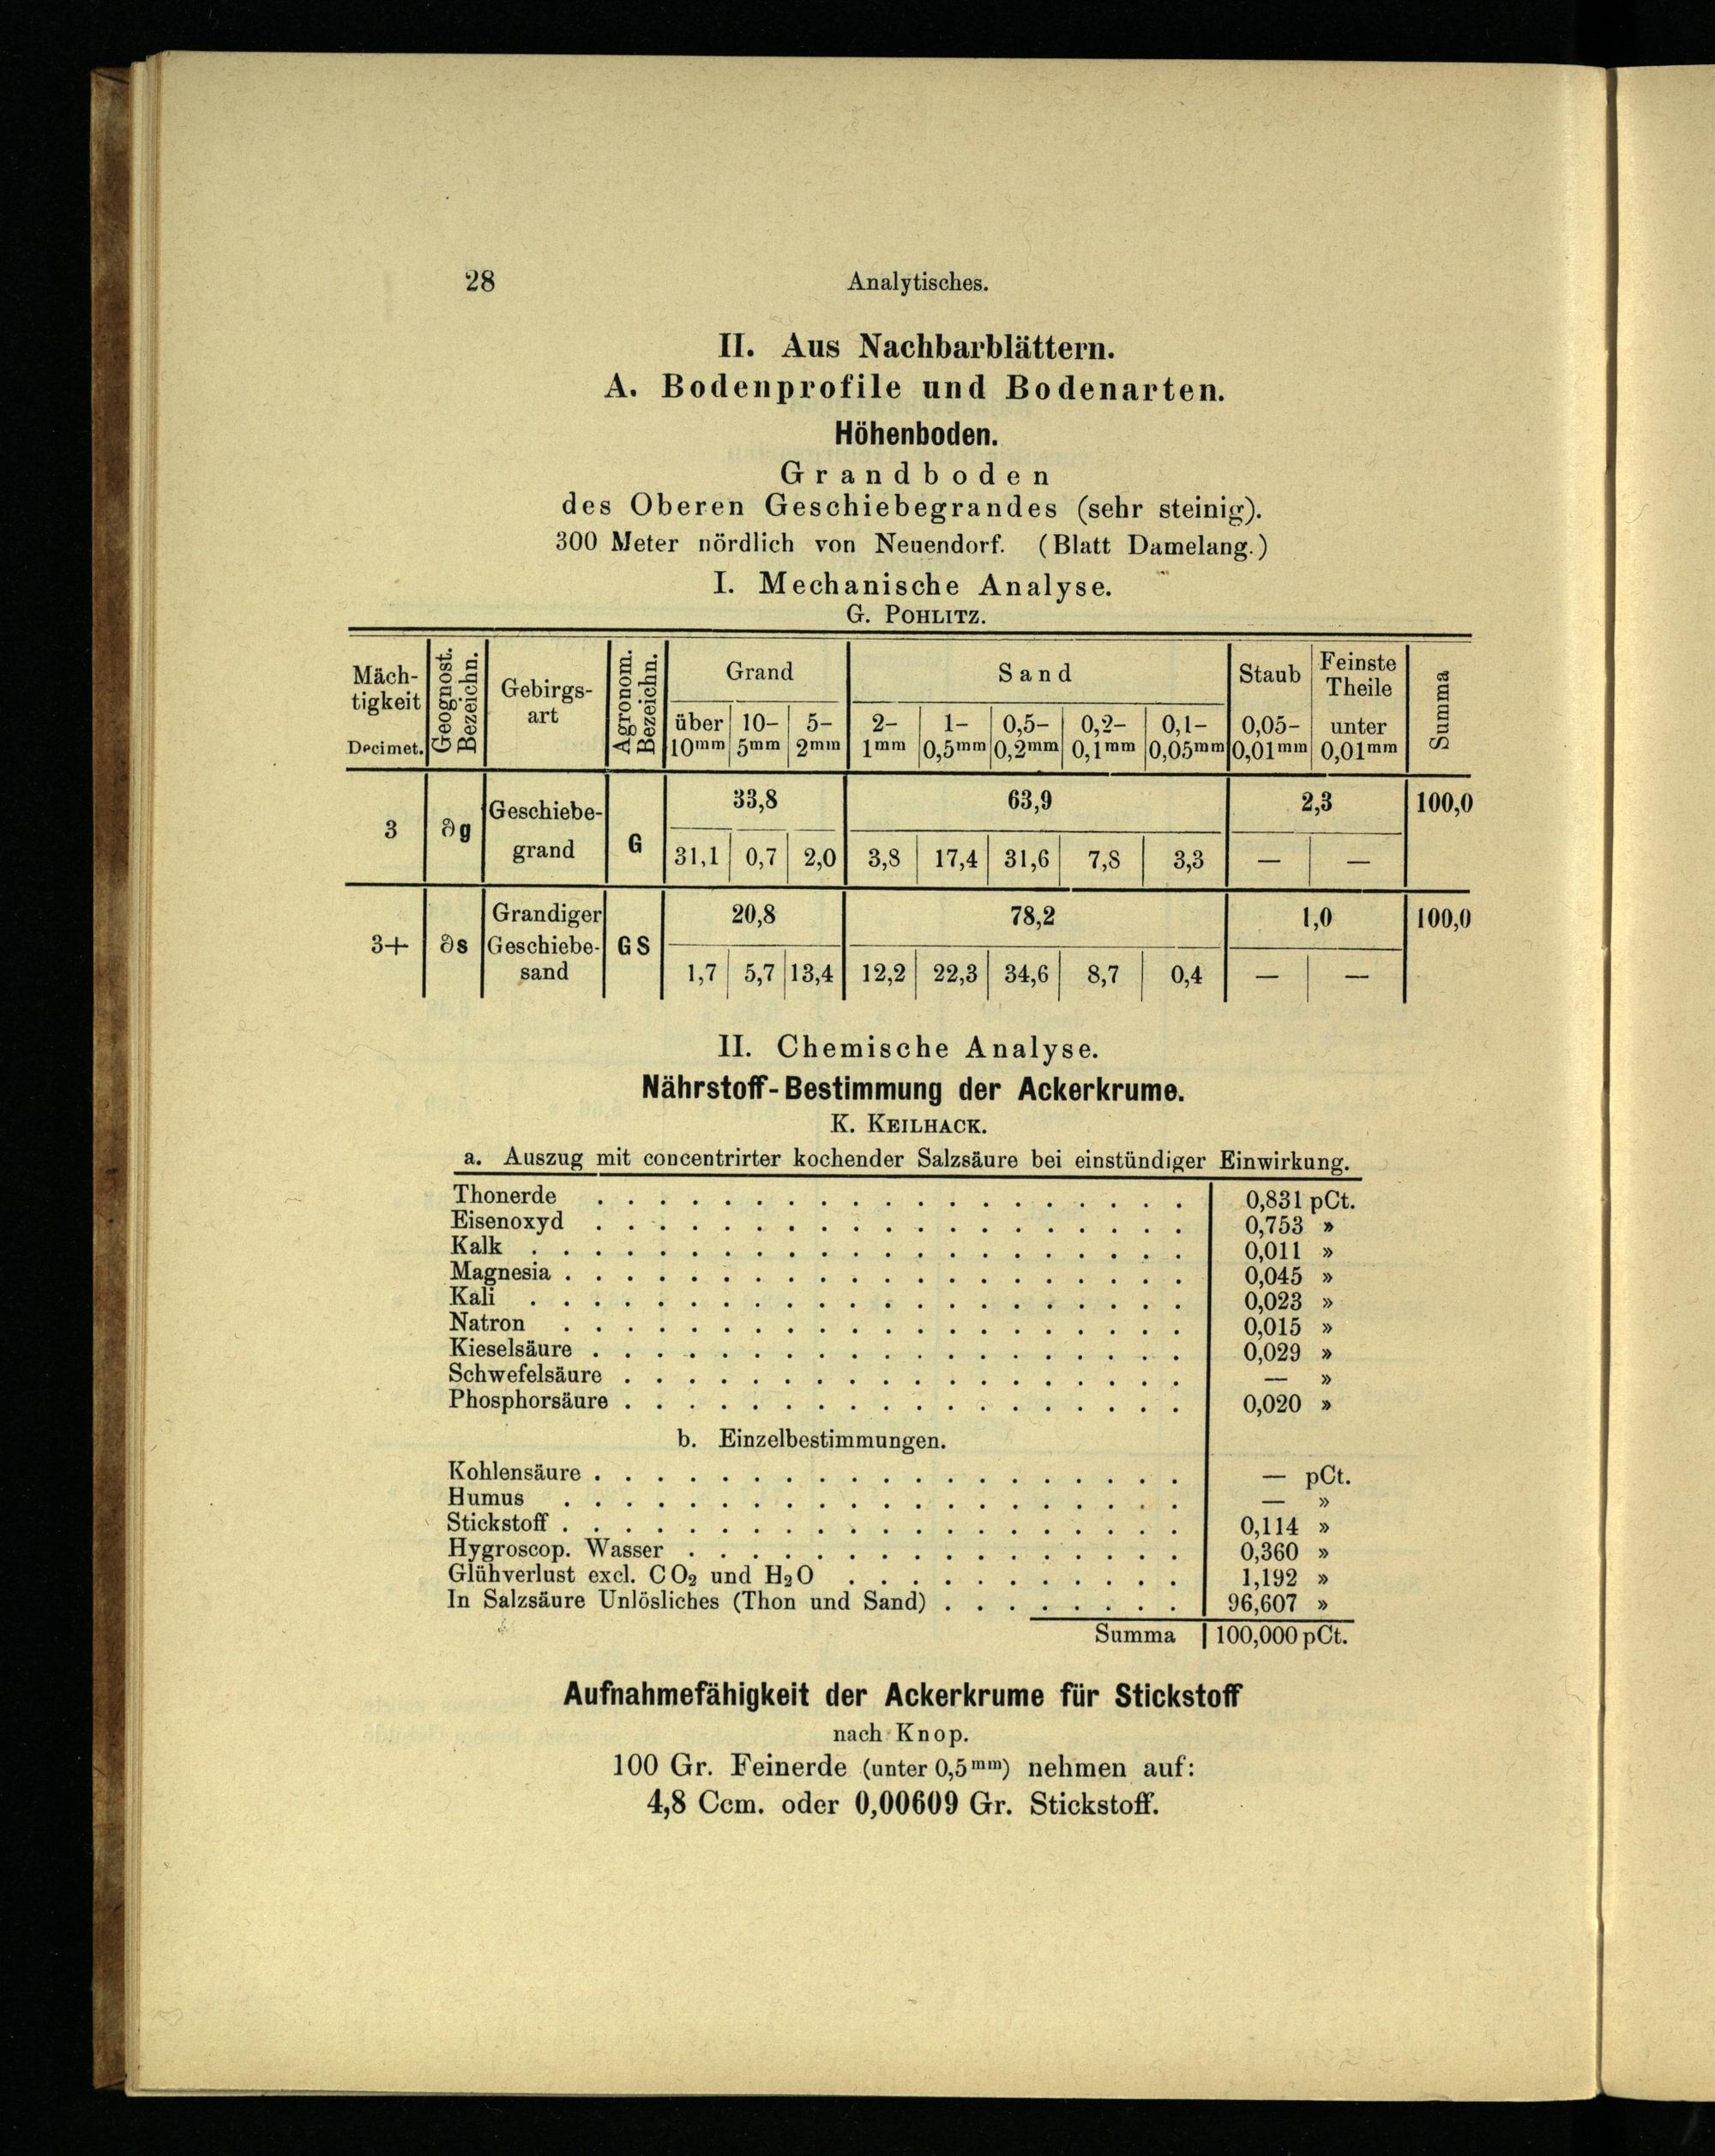 28 Analytisches.
II. Aus Nachbarblättern.
A. Bodenprofile und Bodenarten.
Höhenboden.
Grandboden
des Oberen Geschiebegrandes (sehr steinig).
300 Meter nördlich von Neuendorf. (Blatt Damelang.)
I. Mechanische Analyse.
G. POHLITZ.
Mäch-
tigkeit
Decimet.
Geognost.
Bezeichn.
Gebirgs-
art
Agronom.
Bezeichn.
Grand
über 10- 5-
10mm 5mm 2mm
Sand
2- 1- 0,5- 0,2- 0,1-
1mm 0,5mm 0,2mm 0,1mm 0,05mm
Staub
0,05-
0,01mm
Feinste
Theile
unter
0,01mm
Summa
3 ∂g Geschiebe-
grand G
33,8 63,9 2,3 100,0
31,1 0,7 2,0 3,8 17,4 31,6 7,8 3,3 — —
3+ ∂s Grandiger
Geschiebe-
sand GS
20,8 78,2 1,0 100,0
1,7 5,7 13,4 12,2 22,3 34,6 8,7 0,4 — —
II. Chemische Analyse.
Nährstoff-Bestimmung der Ackerkrume.
K. KEILHACK.
a. Auszug mit concentrirter kochender Salzsäure bei einstündiger Einwirkung.
Thonerde . . . . . . . . . . . . . . . . . . . 0,831 pCt.
Eisenoxyd . . . . . . . . . . . . . . . . . . . 0,753 »
Kalk . . . . . . . . . . . . . . . . . . . . . 0,011 »
Magnesia . . . . . . . . . . . . . . . . . . . . 0,045 »
Kali . . . . . . . . . . . . . . . . . . . . . 0,023 »
Natron . . . . . . . . . . . . . . . . . . . . 0,015 »
Kieselsäure . . . . . . . . . . . . . . . . . . . 0,029 »
Schwefelsäure . . . . . . . . . . . . . . . . . . — »
Phosphorsäure . . . . . . . . . . . . . . . . . . 0,020 »
b. Einzelbestimmungen.
Kohlensäure . . . . . . . . . . . . . . . . . . . — pCt.
Humus . . . . . . . . . . . . . . . . . . . . — »
Stickstoff . . . . . . . . . . . . . . . . . . . . 0,114 »
Hygroscop. Wasser . . . . . . . . . . . . . . . . 0,360 »
Glühverlust excl. CO₂ und H₂O . . . . . . . . . . . 1,192 »
In Salzsäure Unlösliches (Thon und Sand) . . . . . . . . 96,607 »
Summa 100,000 pCt.
Aufnahmefähigkeit der Ackerkrume für Stickstoff
nach Knop.
100 Gr. Feinerde (unter 0,5mm) nehmen auf:
4,8 Ccm. oder 0,00609 Gr. Stickstoff.